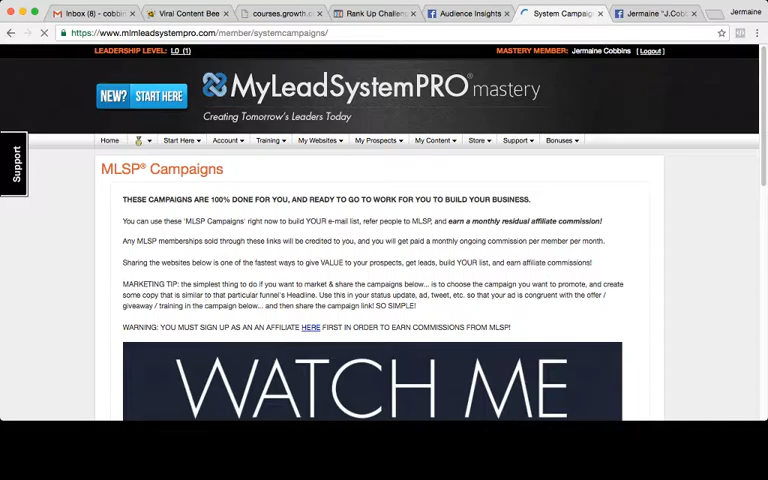 Inbox (8) - cobbin
Viral Content Bee
courses.growth.c
Rank Up Challen
Audience Insights
System Campaig
Jermaine "J.Cobb
Jermaine
https://www.mlmleadsystempro.com/member/systemcampaigns/
LEADERSHIP LEVEL: L0 (1)
MASTERY MEMBER: Jermaine Cobbins [Logout]
NEW? START HERE
MyLeadSystemPRO® mastery
Creating Tomorrow's Leaders Today
Home Start Here Account Training My Websites My Prospects My Content Store Support Bonuses
Support
MLSP® Campaigns
THESE CAMPAIGNS ARE 100% DONE FOR YOU, AND READY TO GO TO WORK FOR YOU TO BUILD YOUR BUSINESS.
You can use these 'MLSP Campaigns' right now to build YOUR e-mail list, refer people to MLSP, and earn a monthly residual affiliate commission!
Any MLSP memberships sold through these links will be credited to you, and you will get paid a monthly ongoing commission per member per month.
Sharing the websites below is one of the fastest ways to give VALUE to your prospects, get leads, build YOUR list, and earn affiliate commissions!
MARKETING TIP: the simplest thing to do if you want to market & share the campaigns below... is to choose the campaign you want to promote, and create
some copy that is similar to that particular funnel's Headline. Use this in your status update, ad, tweet, etc. so that your ad is congruent with the offer /
giveaway / training in the campaign below... and then share the campaign link! SO SIMPLE!
WARNING: YOU MUST SIGN UP AS AN AN AFFILIATE HERE FIRST IN ORDER TO EARN COMMISSIONS FROM MLSP!
WATCH ME